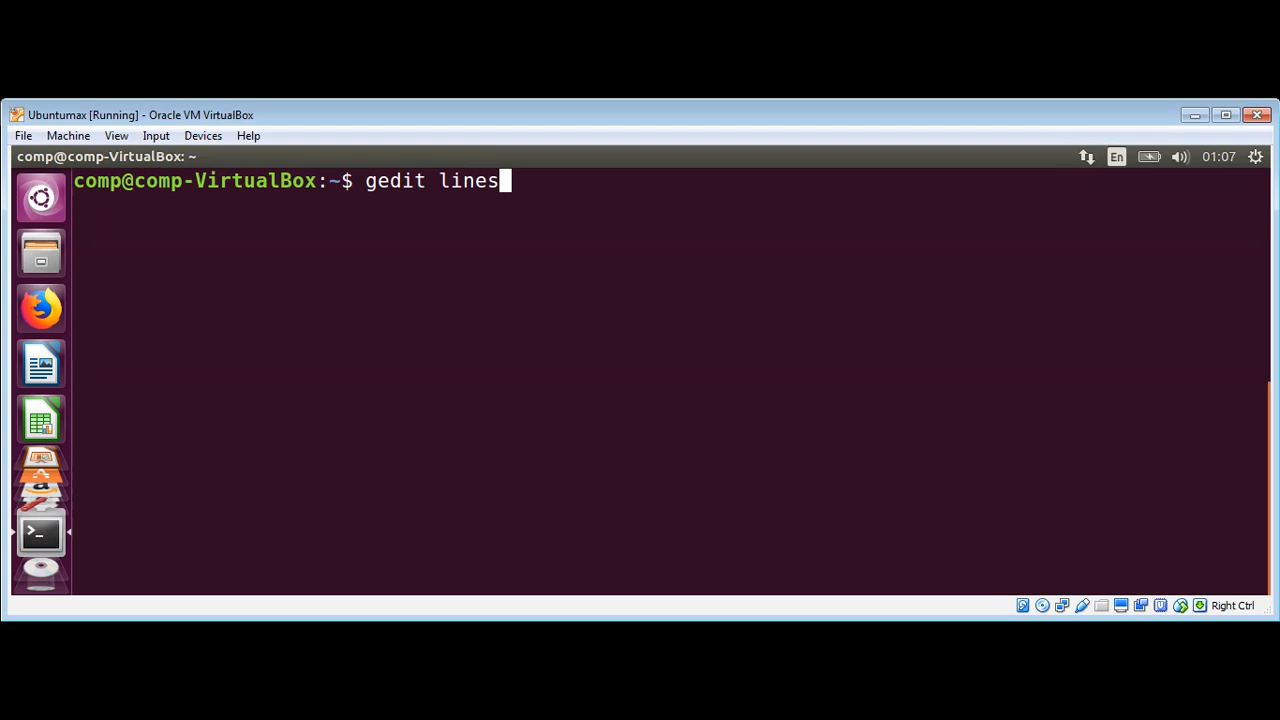 Ubuntumax [Running] - Oracle VM VirtualBox
File Machine View Input Devices Help
comp@comp-VirtualBox: ~ En 01:07
comp@comp-VirtualBox:~$ gedit lines
Right Ctrl